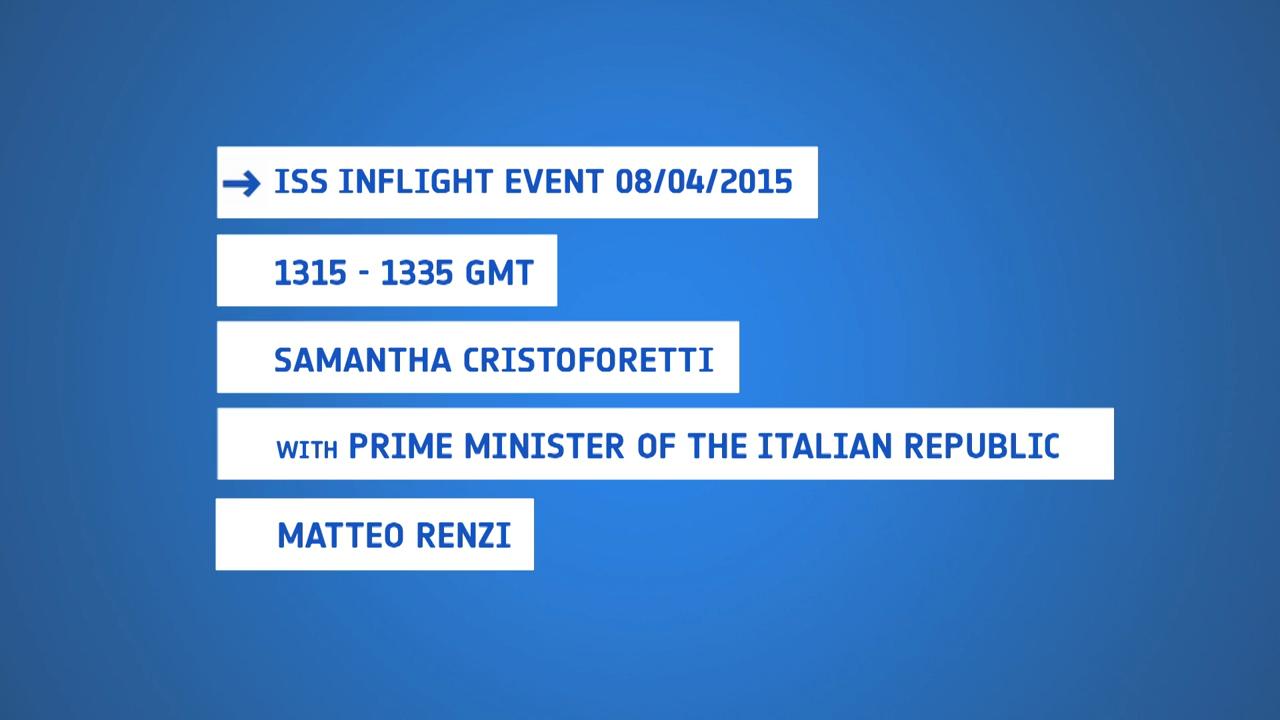 → ISS INFLIGHT EVENT 08/04/2015
1315 - 1335 GMT
SAMANTHA CRISTOFORETTI
WITH PRIME MINISTER OF THE ITALIAN REPUBLIC
MATTEO RENZI